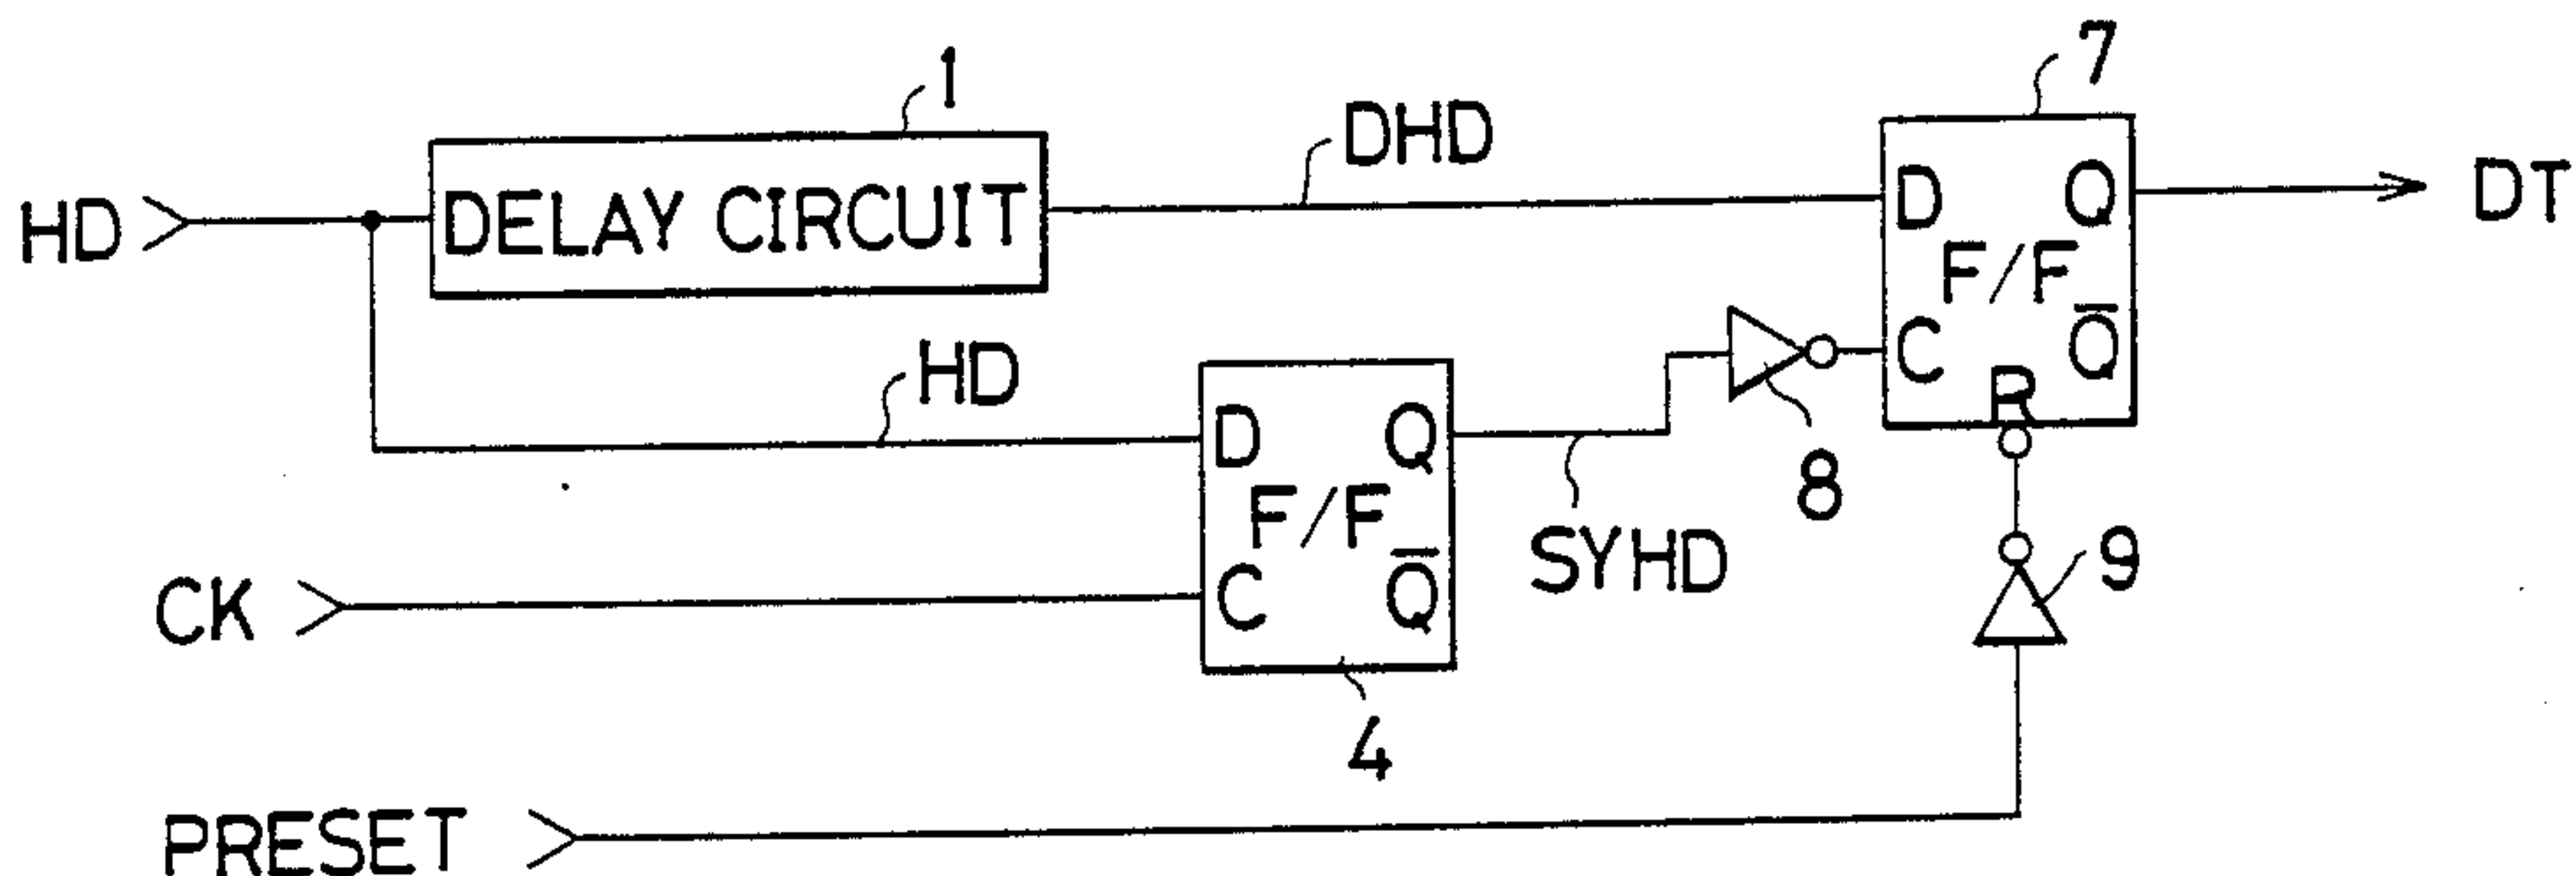 1
7
DHD
HD
DELAY CIRCUIT
D
Q
DT
F/F
C
Q̅
R
HD
8
D
Q
F/F
SYHD
9
CK
C
Q̅
4
PRESET